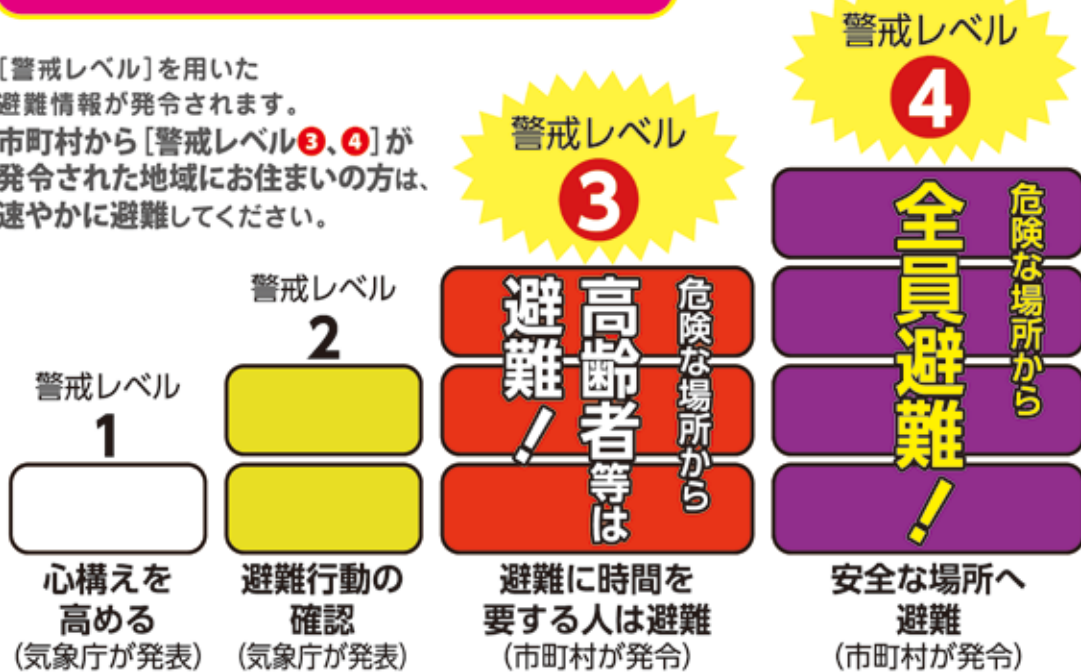 [警戒レベル]を用いた
避難情報が発令されます。
市町村から[警戒レベル❸、❹]が
発令された地域にお住まいの方は、
速やかに避難してください。
警戒レベル
1
心構えを
高める
(気象庁が発表)
警戒レベル
2
避難行動の
確認
(気象庁が発表)
警戒レベル
3
危険な場所から
高齢者等は
避難!
避難に時間を
要する人は避難
(市町村が発令)
警戒レベル
4
危険な場所から
全員避難!
安全な場所へ
避難
(市町村が発令)